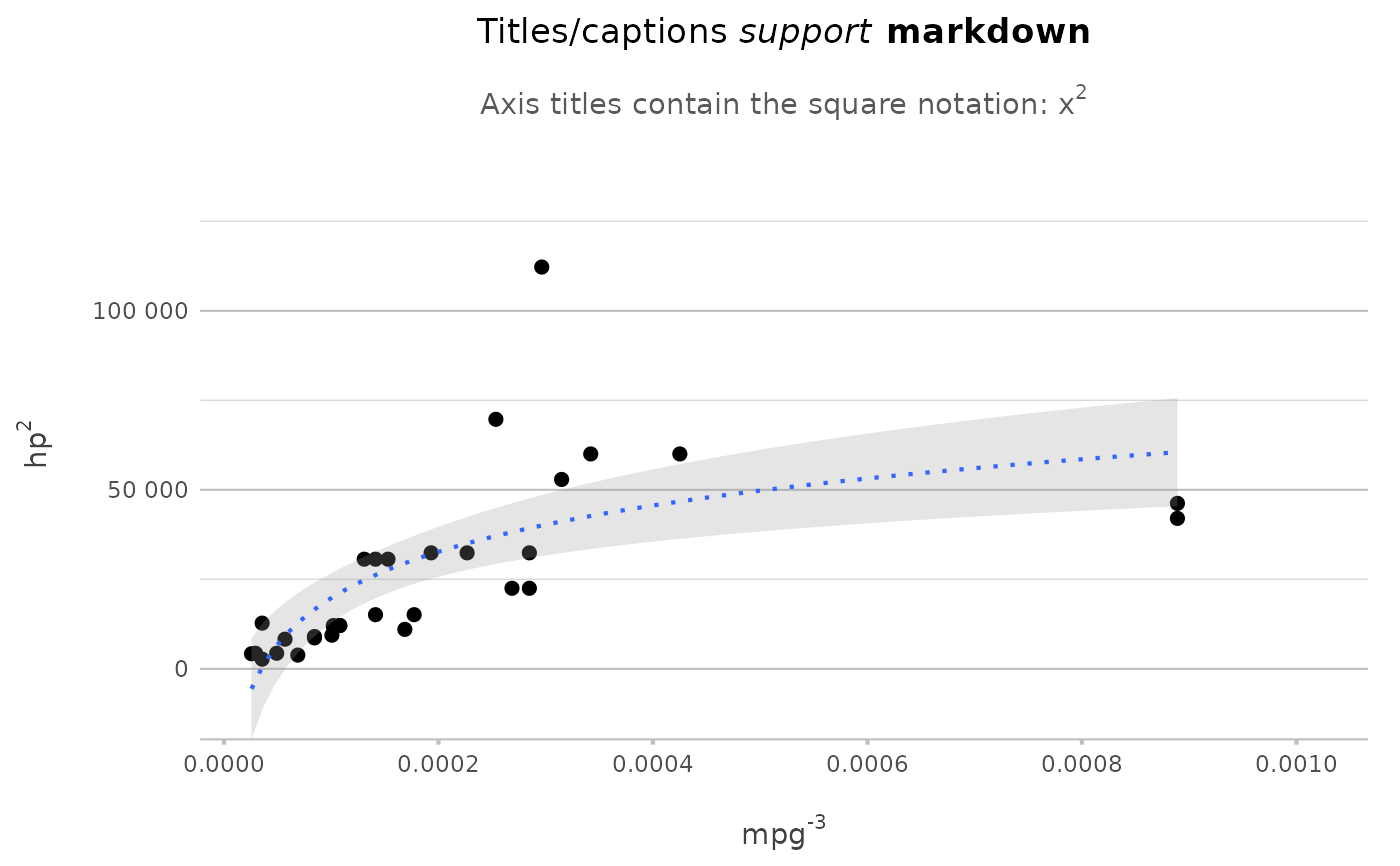 Titles/captions support markdown
Axis titles contain the square notation: x²
100 000
50 000
0
hp²
0.0000 0.0002 0.0004 0.0006 0.0008 0.0010
mpg⁻³